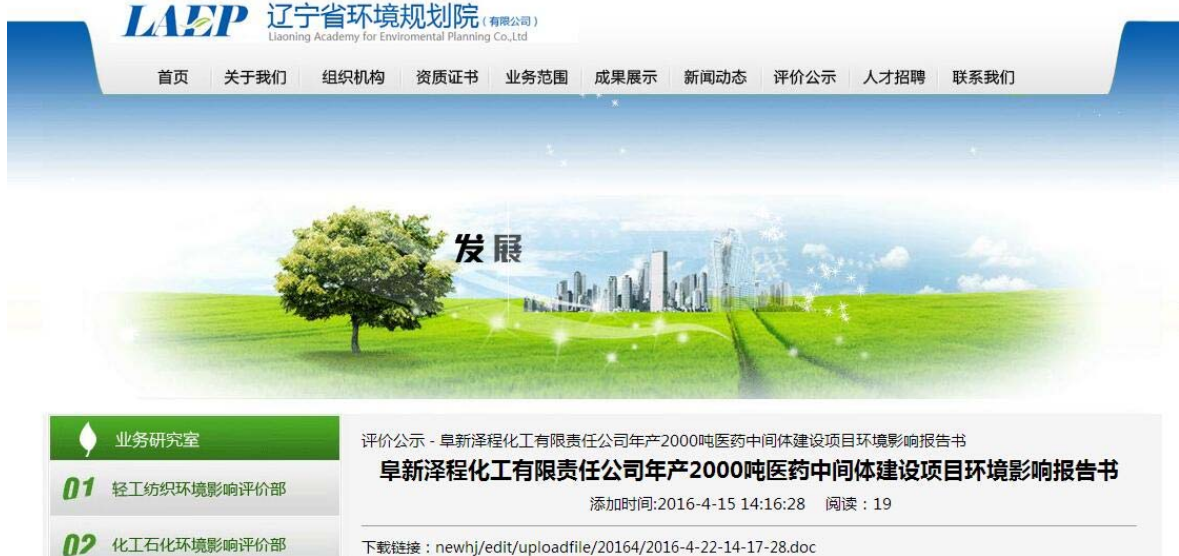 LAEP 辽宁省环境规划院(有限公司)
Liaoning Academy for Enviromental Planning Co.,Ltd
首页 关于我们 组织机构 资质证书 业务范围 成果展示 新闻动态 评价公示 人才招聘 联系我们
发展
业务研究室
01 轻工纺织环境影响评价部
02 化工石化环境影响评价部
评价公示 - 阜新泽程化工有限责任公司年产2000吨医药中间体建设项目环境影响报告书
阜新泽程化工有限责任公司年产2000吨医药中间体建设项目环境影响报告书
添加时间:2016-4-15 14:16:28 阅读:19
下载链接:newhj/edit/uploadfile/20164/2016-4-22-14-17-28.doc